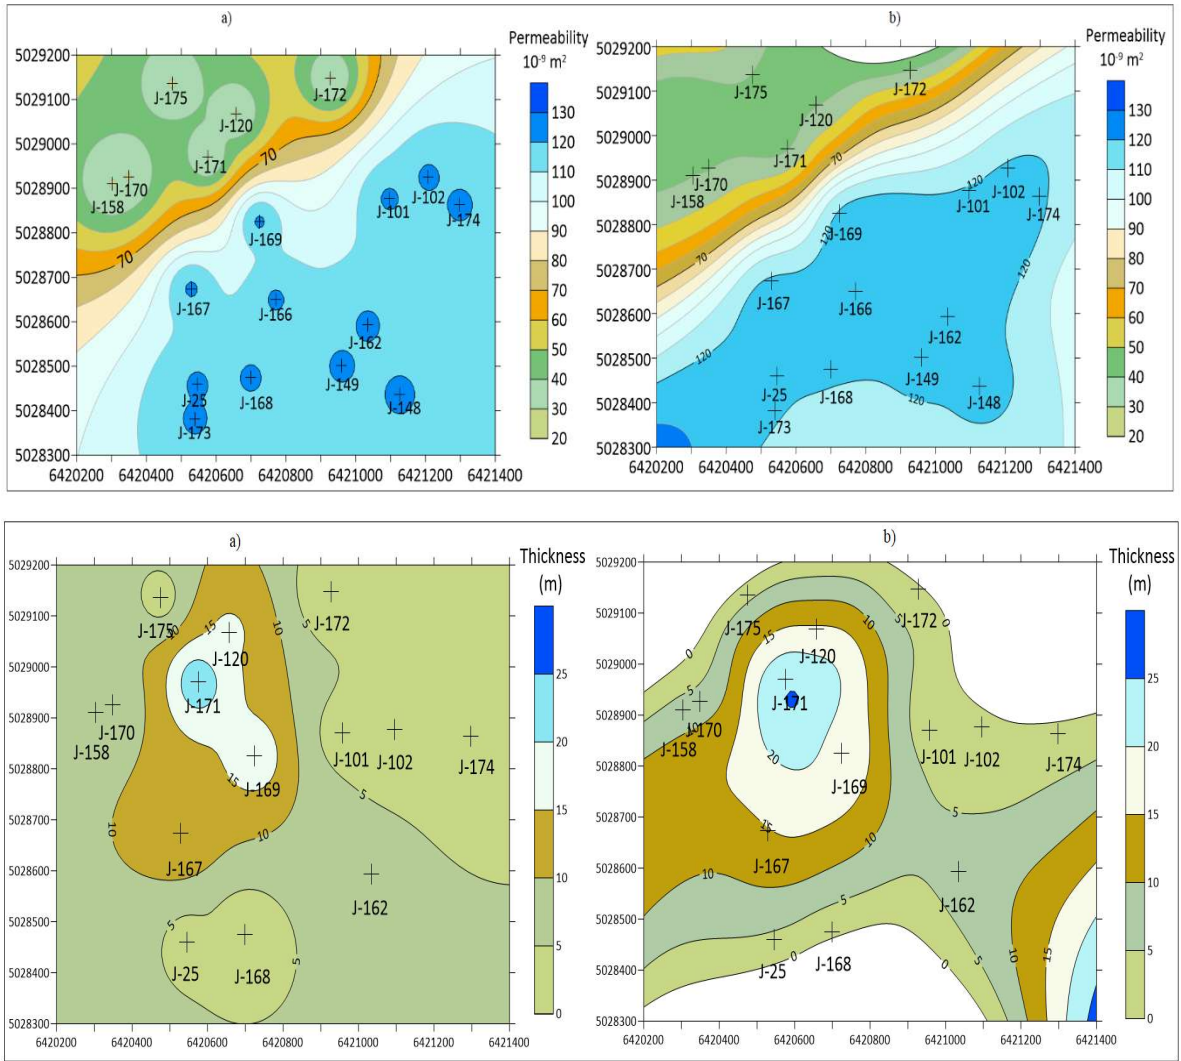 a)
b)
Permeability
10⁻⁹ m²
5029200
5029100
5029000
5028900
5028800
5028700
5028600
5028500
5028400
5028300
6420200 6420400 6420600 6420800 6421000 6421200 6421400
J-175
J-172
J-120
J-171
70
J-170
J-158
J-102
J-101
J-174
J-169
70
J-167
J-166
J-162
J-149
J-25
J-168
J-148
J-173
130
120
110
100
90
80
70
60
50
40
30
20
Permeability
10⁻⁹ m²
5029200
5029100
5029000
5028900
5028800
5028700
5028600
5028500
5028400
5028300
6420200 6420400 6420600 6420800 6421000 6421200 6421400
J-175
J-172
J-120
J-171
70
J-170
J-158
120
J-102
J-101
J-174
J-169
120
70
120
J-167
J-166
J-162
120
J-149
J-25
J-168
120
J-148
J-173
130
120
110
100
90
80
70
60
50
40
30
20
a)
b)
Thickness
(m)
5029200
5029100
5029000
5028900
5028800
5028700
5028600
5028500
5028400
5028300
6420200 6420400 6420600 6420800 6421000 6421200 6421400
J-175
10
15
10
5
J-172
J-120
J-171
J-170
J-158
J-101
J-102
J-174
15
J-169
5
10
10
J-167
J-162
5
J-25
J-168
5
25
20
15
10
5
0
Thickness
(m)
5029200
5029100
5029000
5028900
5028800
5028700
5028600
5028500
5028400
5028300
6420200 6420400 6420600 6420800 6421000 6421200 6421400
J-175
10
5
J-172
0
15
J-120
0
5
J-171
J-170
10
J-158
20
J-101
J-102
J-174
J-169
15
5
10
J-167
10
J-162
5
J-25
0
J-168
0
5
10
15
25
20
15
10
5
0